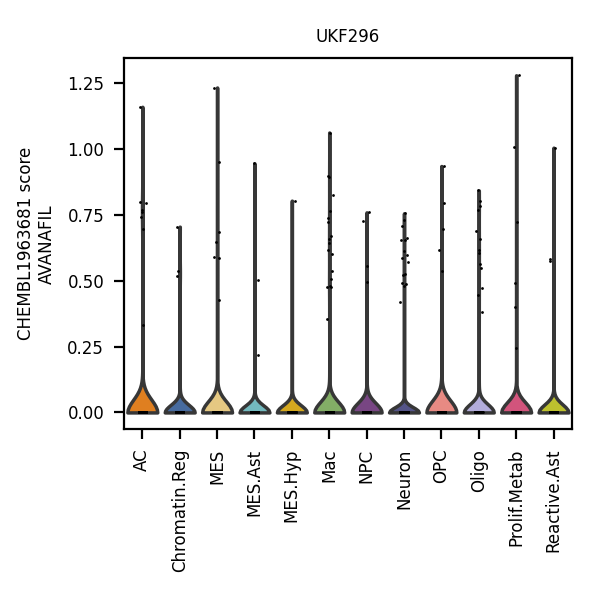 UKF296
CHEMBL1963681 score
AVANAFIL
1.25
1.00
0.75
0.50
0.25
0.00
AC
Chromatin.Reg
MES
MES.Ast
MES.Hyp
Mac
NPC
Neuron
OPC
Oligo
Prolif.Metab
Reactive.Ast